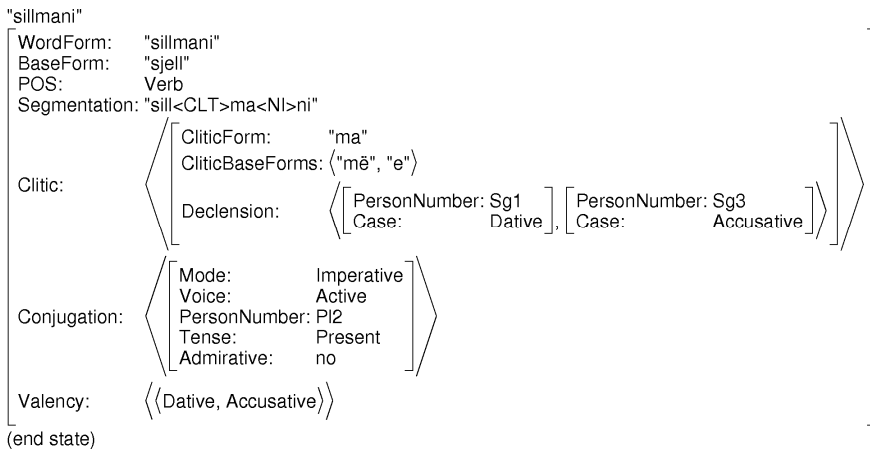 "sillmani"
WordForm: "sillmani"
BaseForm: "sjell"
POS: Verb
Segmentation: "sill<CLT>ma<NI>ni"
Clitic:
CliticForm: "ma"
CliticBaseForms: ⟨"më", "e"⟩
Declension:
PersonNumber: Sg1
Case: Dative
,
PersonNumber: Sg3
Case: Accusative
Conjugation:
Mode: Imperative
Voice: Active
PersonNumber: Pl2
Tense: Present
Admirative: no
Valency: ⟨⟨Dative, Accusative⟩⟩
(end state)